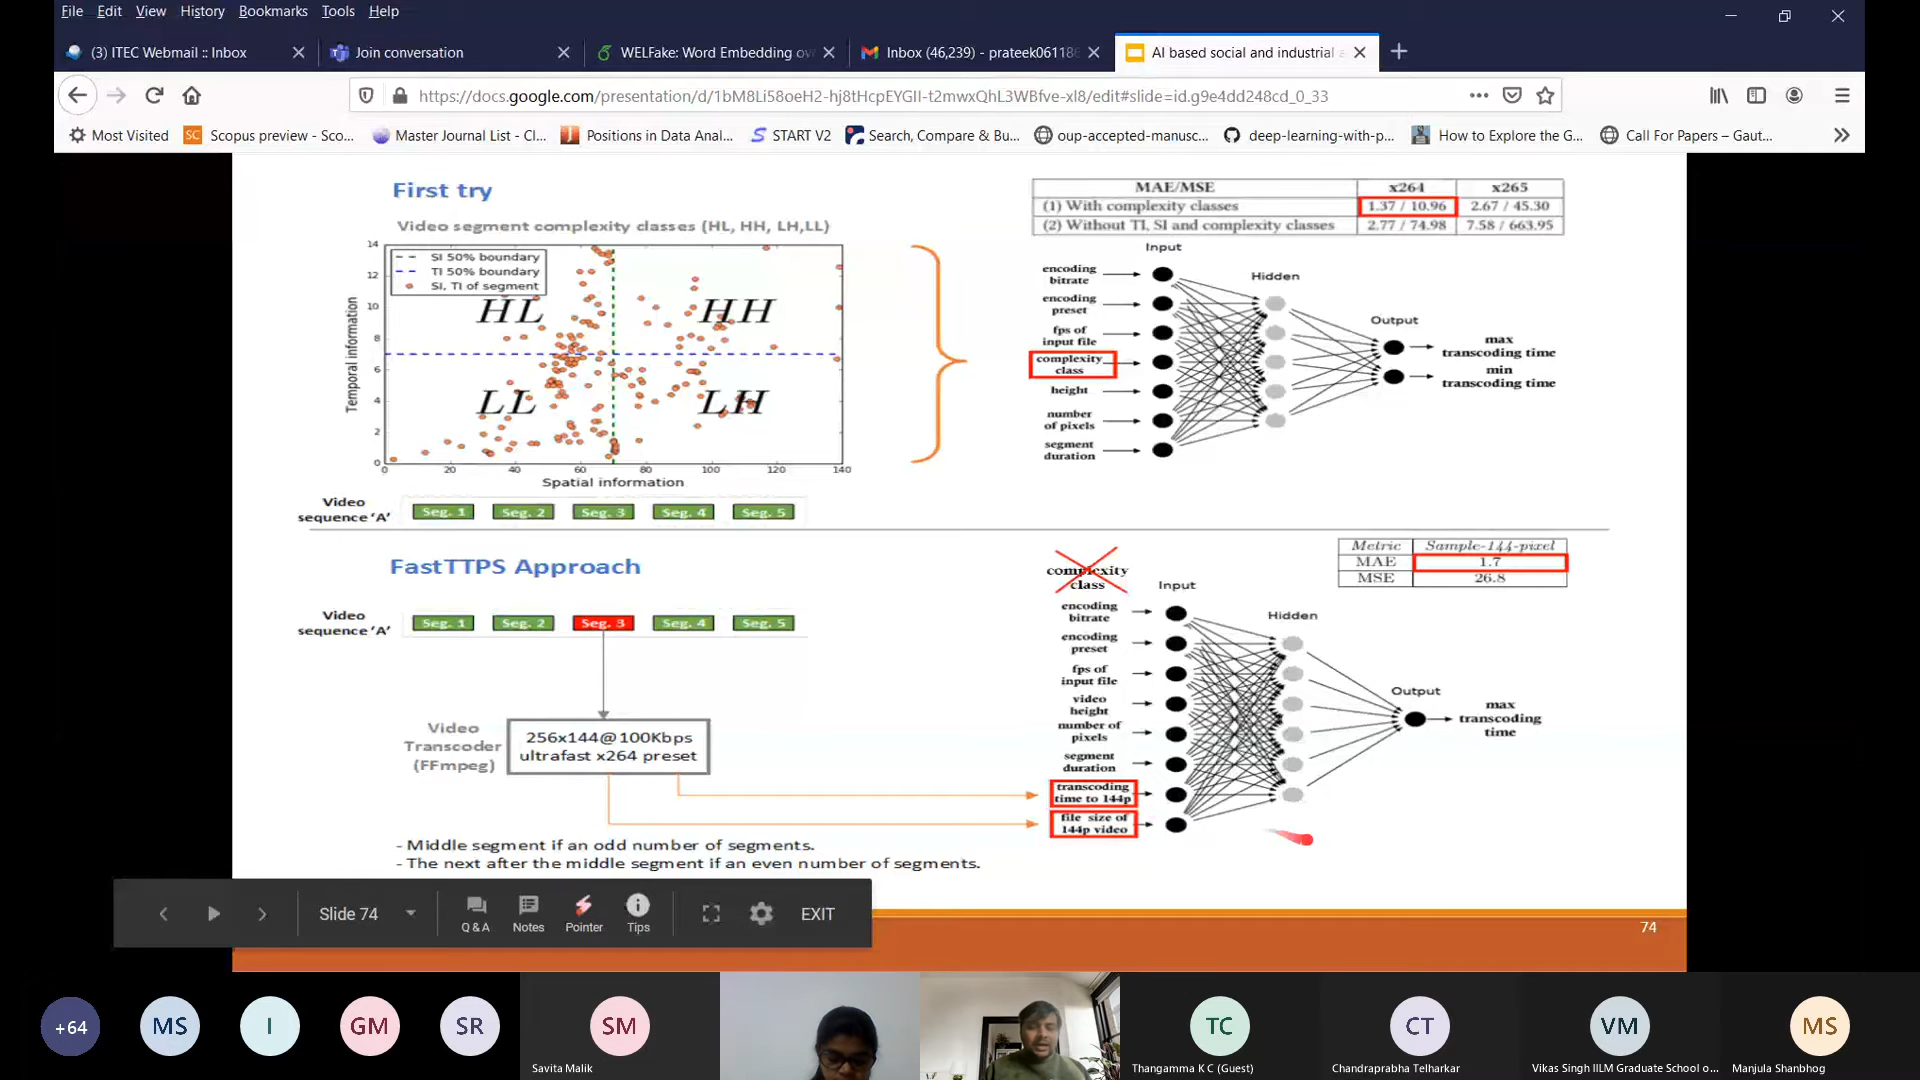 File Edit View History Bookmarks Tools Help
(3) ITEC Webmail :: Inbox
Join conversation
WELFake: Word Embedding ov
Inbox (46,239) - prateek06118
AI based social and industrial a
https://docs.google.com/presentation/d/1bM8Li58oeH2-hj8tHcpEYGII-t2mwxQhL3WBfve-xl8/edit#slide=id.g9e4dd248cd_0_33
Most Visited
Scopus preview - Sco...
Master Journal List - Cl...
Positions in Data Anal...
START V2
Search, Compare & Bu...
oup-accepted-manusc...
deep-learning-with-p...
How to Explore the G...
Call For Papers – Gaut...
First try
Video segment complexity classes (HL, HH, LH,LL)
SI 50% boundary
TI 50% boundary
SI, TI of segment
HL
HH
LL
LH
Temporal information
14
12
10
8
6
4
2
0
0 20 40 60 80 100 120 140
Spatial information
Video
sequence 'A'
Seg. 1 Seg. 2 Seg. 3 Seg. 4 Seg. 5
MAE/MSE x264 x265
(1) With complexity classes 1.37 / 10.96 2.67 / 45.30
(2) Without TI, SI and complexity classes 2.77 / 74.98 7.58 / 663.95
Input
Hidden
Output
encoding
bitrate
encoding
preset
fps of
input file
complexity
class
height
number
of pixels
segment
duration
max
transcoding time
min
transcoding time
FastTTPS Approach
Video
sequence 'A'
Seg. 1 Seg. 2 Seg. 3 Seg. 4 Seg. 5
Video
Transcoder
(FFmpeg)
256x144@100Kbps
ultrafast x264 preset
- Middle segment if an odd number of segments.
- The next after the middle segment if an even number of segments.
Metric Sample-144-pixel
MAE 1.7
MSE 26.8
complexity
class
Input
Hidden
Output
encoding
bitrate
encoding
preset
fps of
input file
video
height
number of
pixels
segment
duration
transcoding
time to 144p
file size of
144p video
max
transcoding
time
Slide 74
Q & A
Notes
Pointer
Tips
EXIT
74
+64
MS
I
GM
SR
SM
Savita Malik
TC
Thangamma K C (Guest)
CT
Chandraprabha Telharkar
VM
Vikas Singh IILM Graduate School o...
MS
Manjula Shanbhog